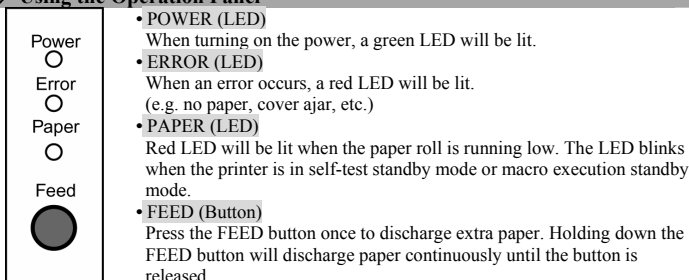 Using the Operation Panel
Power
Error
Paper
Feed
• POWER (LED)
When turning on the power, a green LED will be lit.
• ERROR (LED)
When an error occurs, a red LED will be lit.
(e.g. no paper, cover ajar, etc.)
• PAPER (LED)
Red LED will be lit when the paper roll is running low. The LED blinks
when the printer is in self-test standby mode or macro execution standby
mode.
• FEED (Button)
Press the FEED button once to discharge extra paper. Holding down the
FEED button will discharge paper continuously until the button is
released